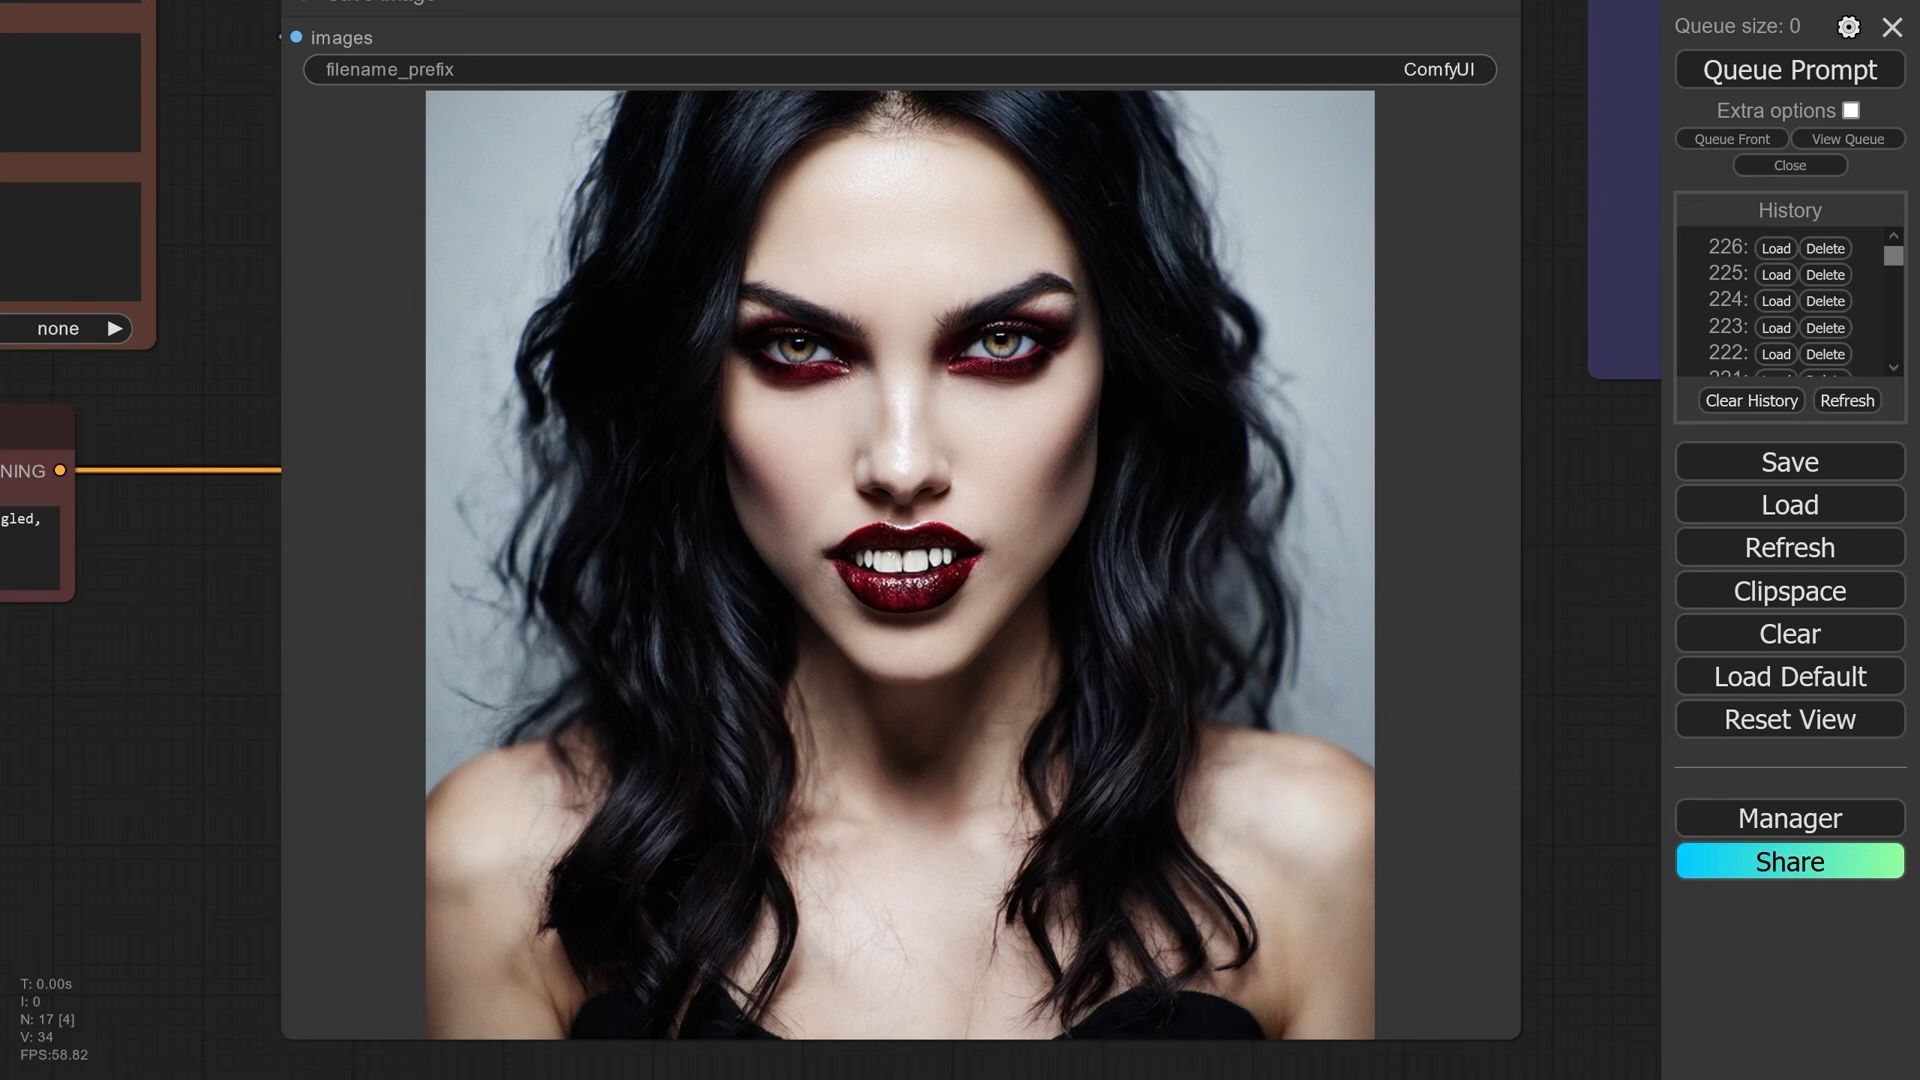 images
filename_prefix ComfyUI
none
NING
gled,
T: 0.00s
I: 0
N: 17 [4]
V: 34
FPS:58.82
Queue size: 0
Queue Prompt
Extra options
Queue Front View Queue
Close
History
226: Load Delete
225: Load Delete
224: Load Delete
223: Load Delete
222: Load Delete
Clear History Refresh
Save
Load
Refresh
Clipspace
Clear
Load Default
Reset View
Manager
Share